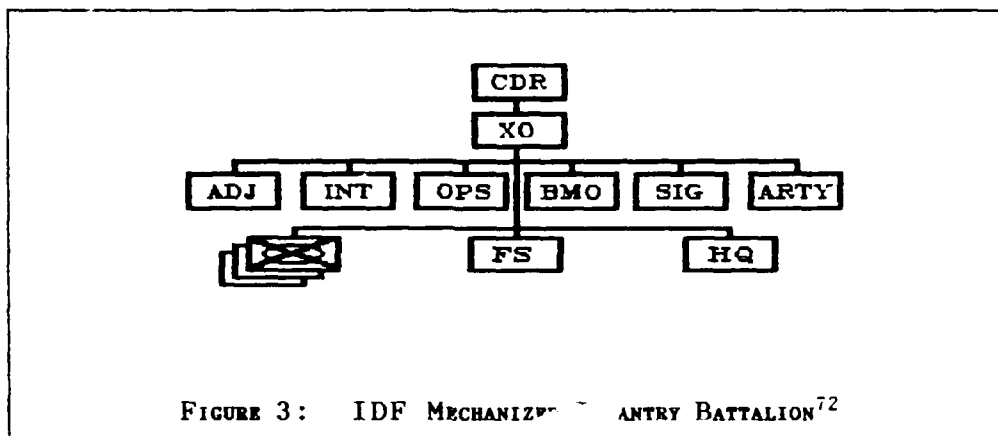 CDR
XO
ADJ INT OPS BMO SIG ARTY
FS HQ
FIGURE 3: IDF BATTALION72